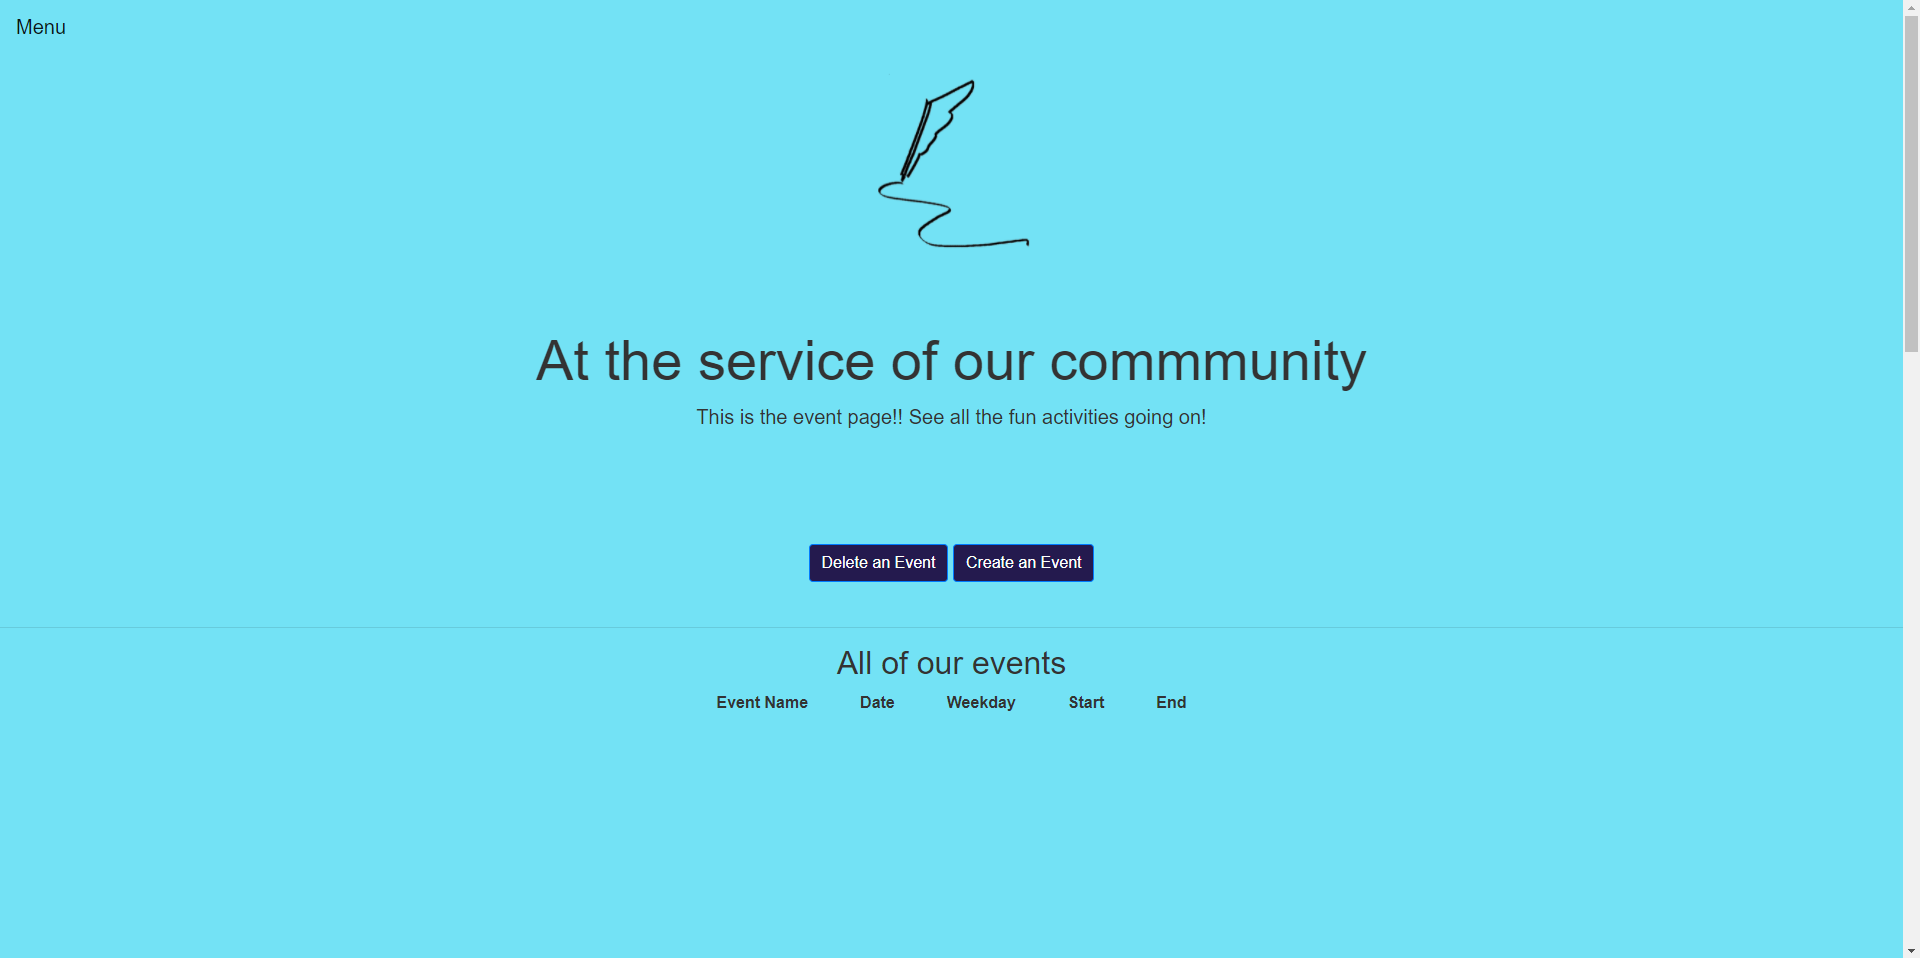 Menu
At the service of our commmunity
This is the event page!! See all the fun activities going on!
Delete an Event Create an Event
All of our events
Event Name Date Weekday Start End